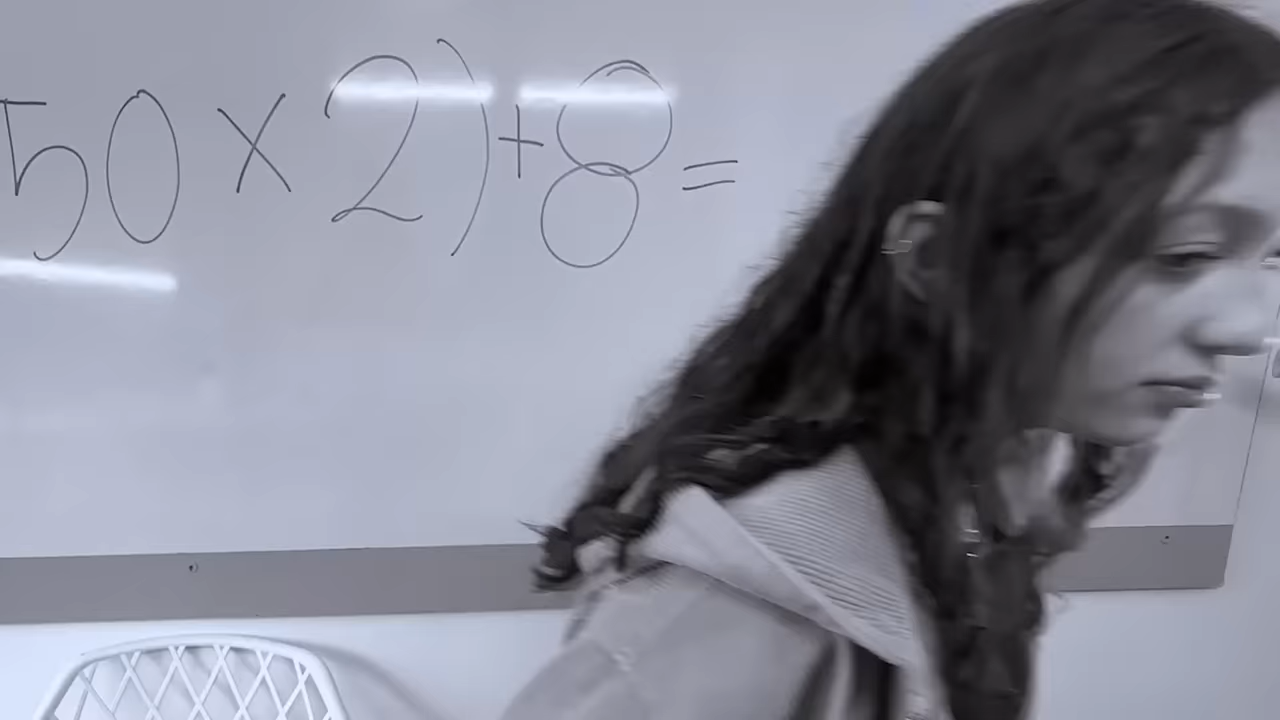 50 × 2) + 8 =